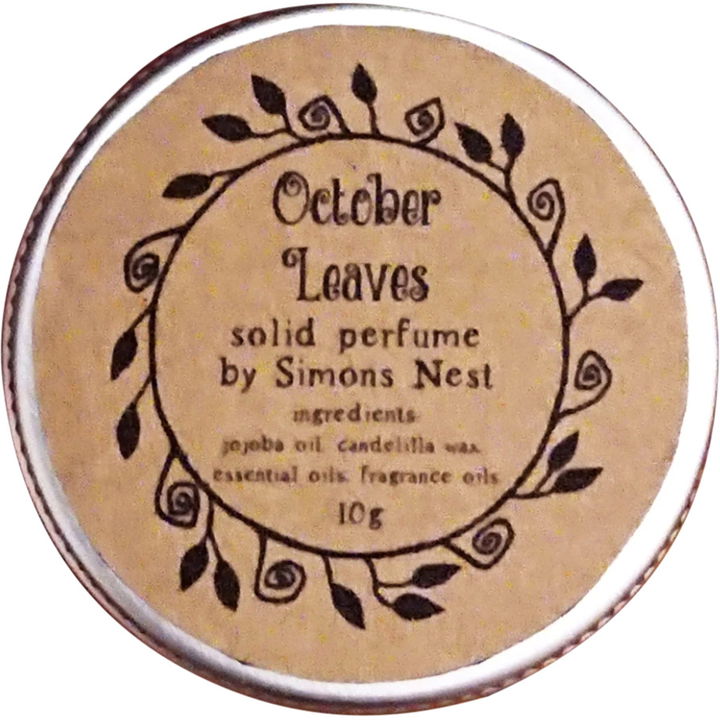 October
Leaves
solid perfume
by Simons Nest
ingredients
jojoba oil, candelilla wax,
essential oils, fragrance oils
10g